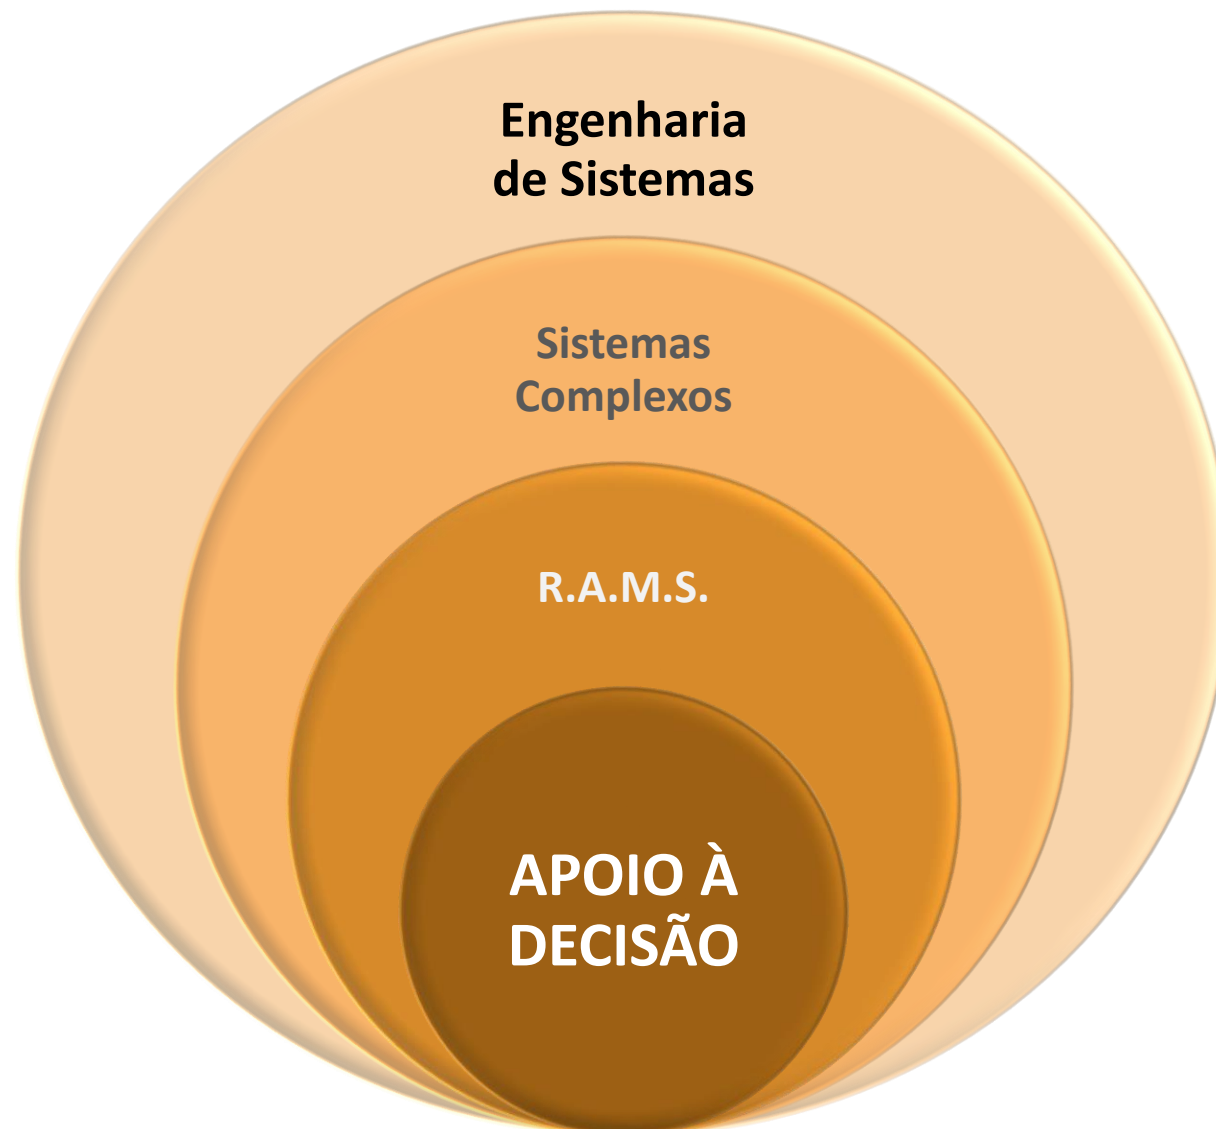 Engenharia
de Sistemas
Sistemas
Complexos
R.A.M.S.
APOIO À
DECISÃO